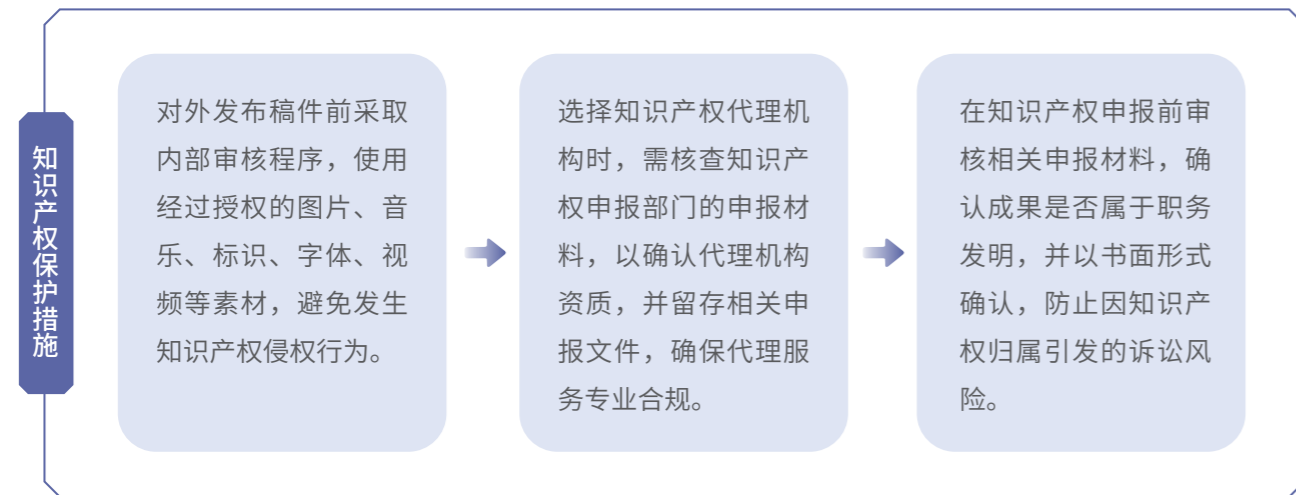 知识产权保护措施
对外发布稿件前采取
内部审核程序，使用
经过授权的图片、音
乐、标识、字体、视
频等素材，避免发生
知识产权侵权行为。
选择知识产权代理机
构时，需核查知识产
权申报部门的申报材
料，以确认代理机构
资质，并留存相关申
报文件，确保代理服
务专业合规。
在知识产权申报前审
核相关申报材料，确
认成果是否属于职务
发明，并以书面形式
确认，防止因知识产
权归属引发的诉讼风
险。